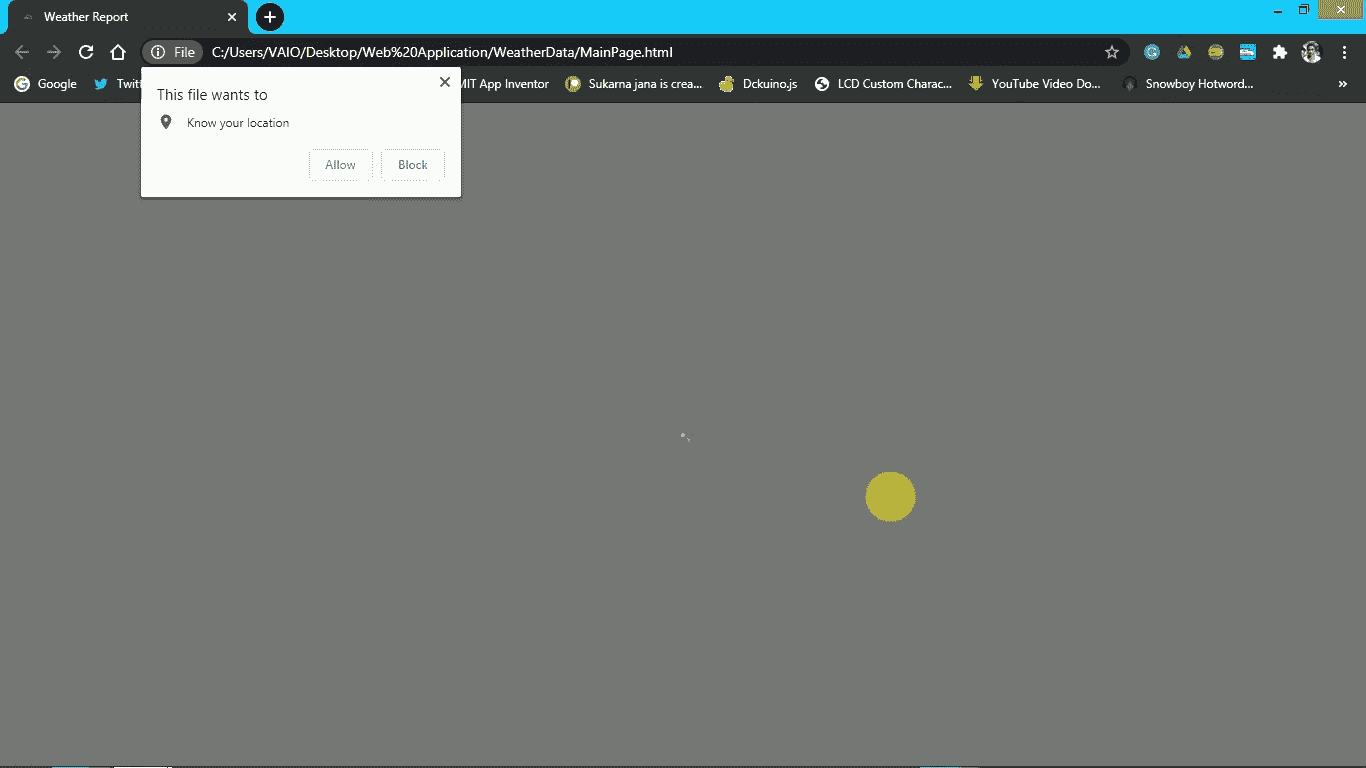 Weather Report
File C:/Users/VAIO/Desktop/Web%20Application/WeatherData/MainPage.html
Google Twitt MIT App Inventor Sukarna jana is crea... Dckuino.js LCD Custom Charac... YouTube Video Do... Snowboy Hotword... »
This file wants to
Know your location
Allow Block